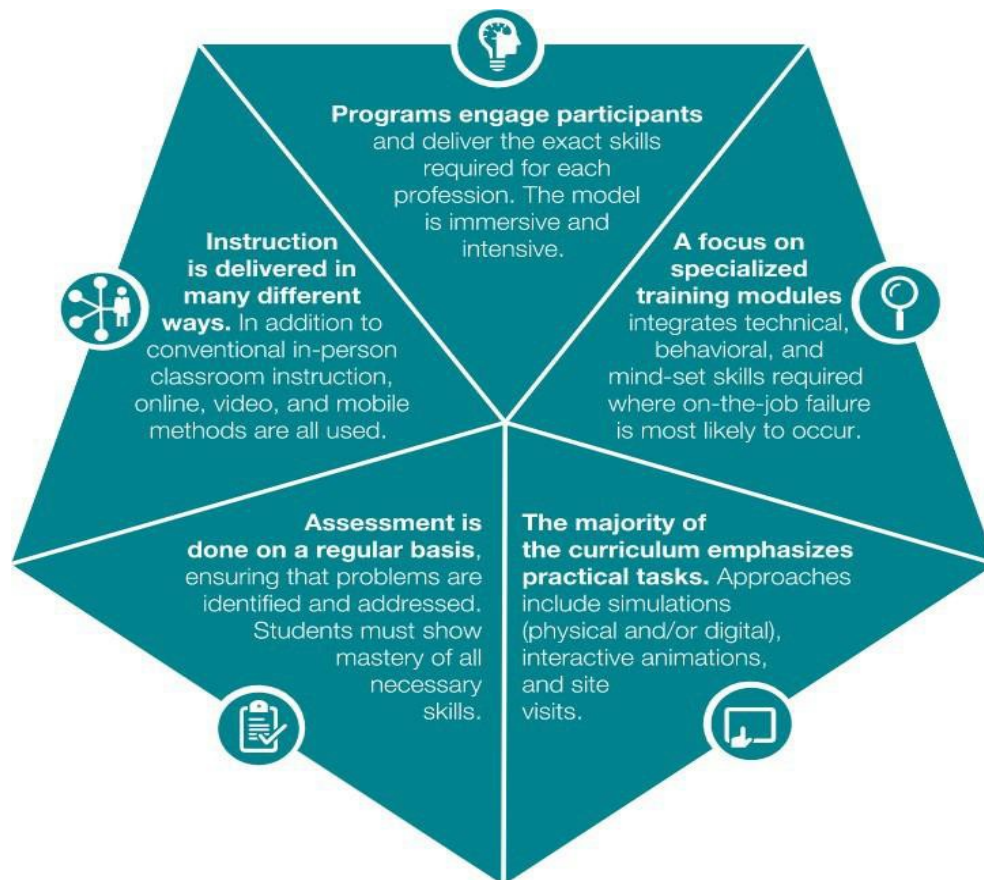 Programs engage participants
and deliver the exact skills
required for each
profession. The model
is immersive and
intensive.
A focus on
specialized
training modules
integrates technical,
behavioral, and
mind-set skills required
where on-the-job failure
is most likely to occur.
The majority of
the curriculum emphasizes
practical tasks. Approaches
include simulations
(physical and/or digital),
interactive animations,
and site
visits.
Assessment is
done on a regular basis,
ensuring that problems are
identified and addressed.
Students must show
mastery of all
necessary
skills.
Instruction
is delivered in
many different
ways. In addition to
conventional in-person
classroom instruction,
online, video, and mobile
methods are all used.